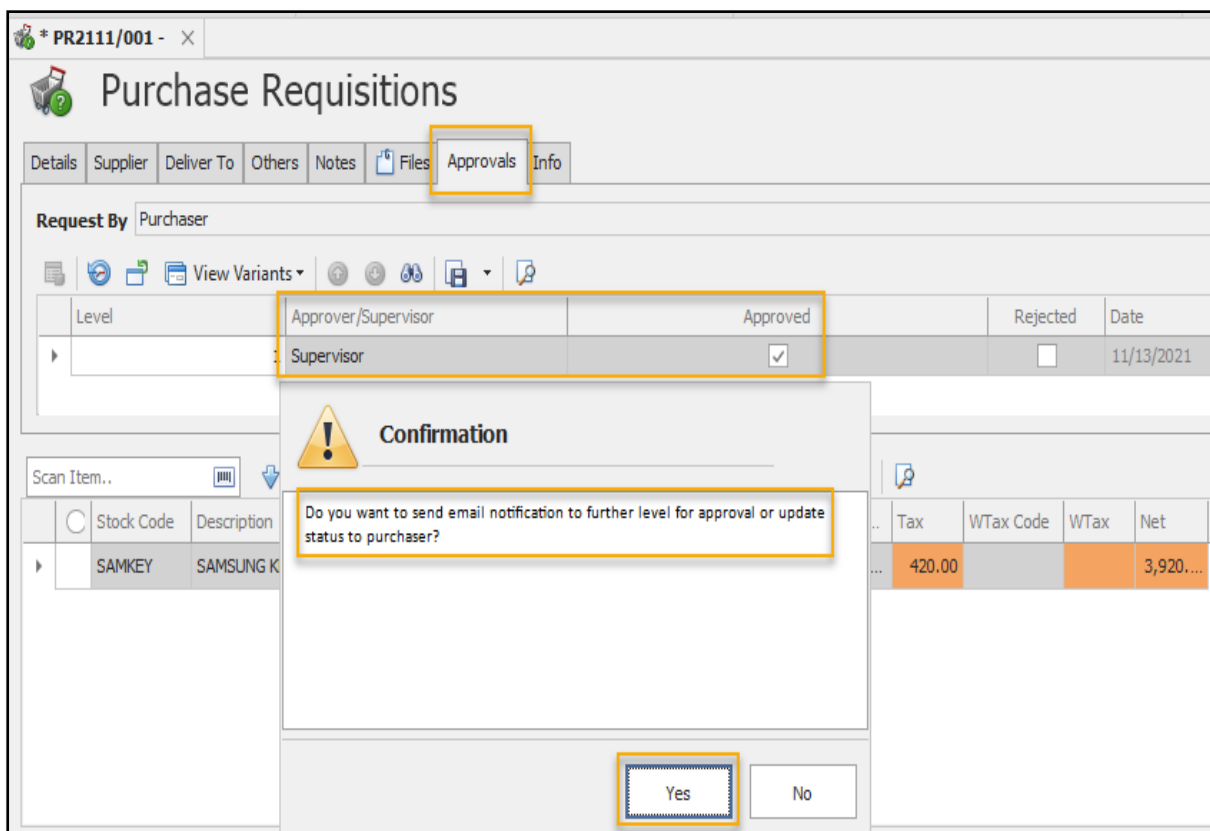 * PR2111/001 -
Purchase Requisitions
Details Supplier Deliver To Others Notes Files Approvals Info
Request By Purchaser
View Variants
Level Approver/Supervisor Approved Rejected Date
Supervisor 11/13/2021
Confirmation
Scan Item..
Do you want to send email notification to further level for approval or update
status to purchaser?
Stock Code Description .. Tax WTax Code WTax Net
SAMKEY SAMSUNG K ... 420.00 3,920....
Yes No